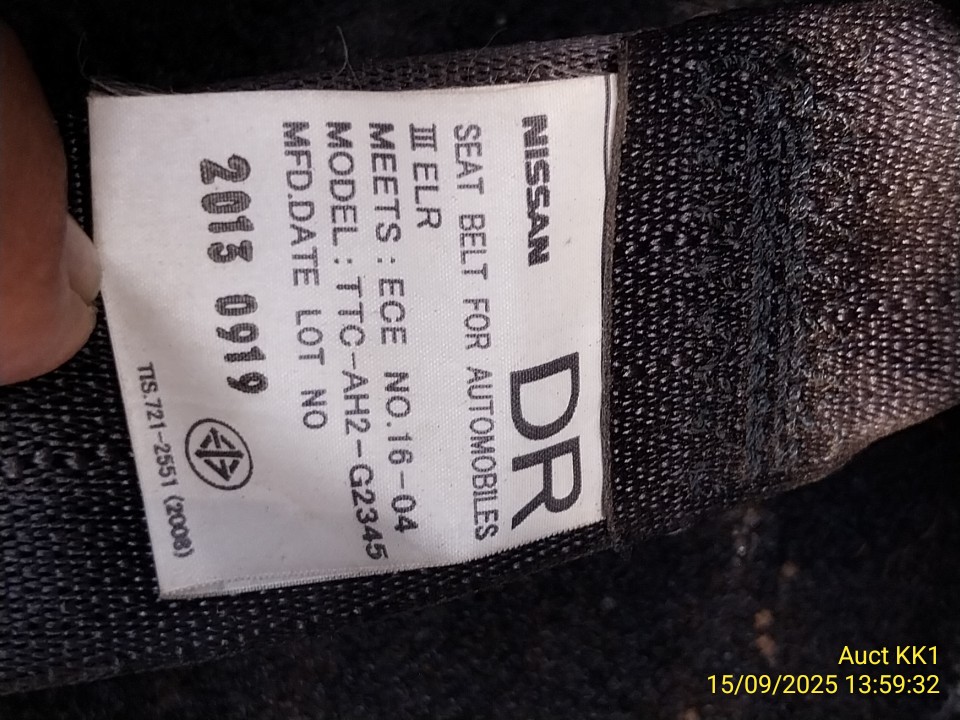 NISSAN DR
SEAT BELT FOR AUTOMOBILES
Ⅲ ELR
MEETS : ECE NO.16-04
MODEL : TTC-AH2-G2345
MFD.DATE LOT NO
2013 0919
TIS.721-2551 (2008)
Auct KK1
15/09/2025 13:59:32